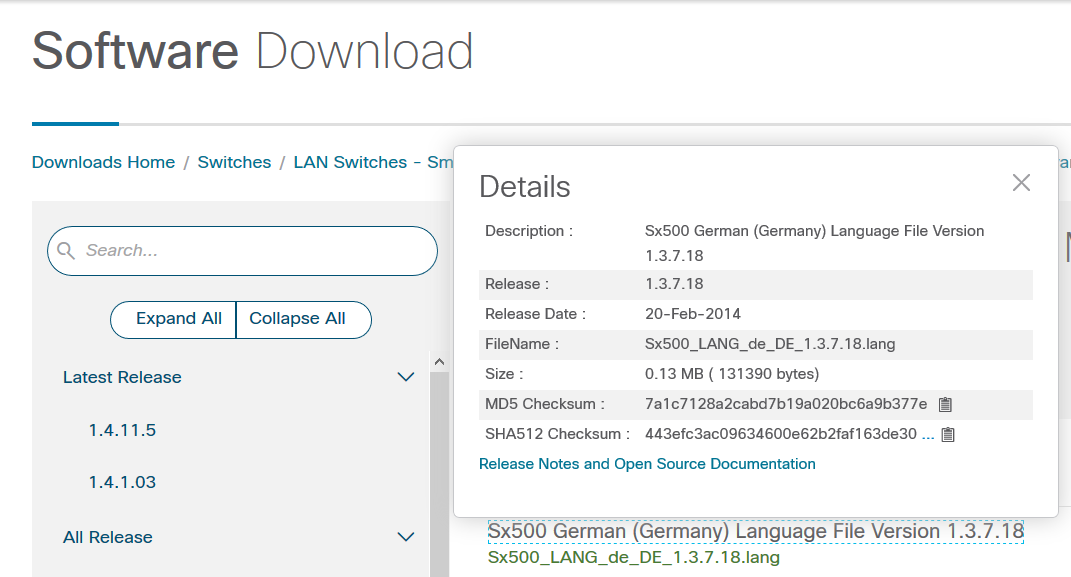 Software Download
Downloads Home / Switches / LAN Switches - Sm
Search...
Expand All
Collapse All
Latest Release
1.4.11.5
1.4.1.03
All Release
Details
Description : Sx500 German (Germany) Language File Version
1.3.7.18
Release : 1.3.7.18
Release Date : 20-Feb-2014
FileName : Sx500_LANG_de_DE_1.3.7.18.lang
Size : 0.13 MB ( 131390 bytes)
MD5 Checksum : 7a1c7128a2cabd7b19a020bc6a9b377e
SHA512 Checksum : 443efc3ac09634600e62b2faf163de30 ...
Release Notes and Open Source Documentation
Sx500 German (Germany) Language File Version 1.3.7.18
Sx500_LANG_de_DE_1.3.7.18.lang